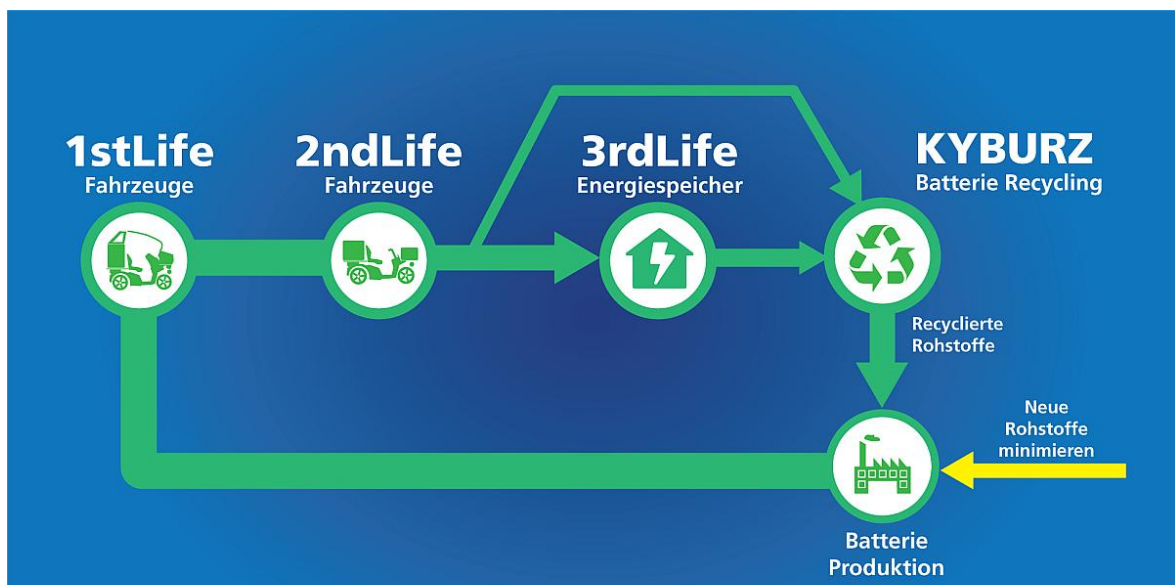 1stLife
Fahrzeuge
2ndLife
Fahrzeuge
3rdLife
Energiespeicher
KYBURZ
Batterie Recycling
Recyclierte
Rohstoffe
Neue
Rohstoffe
minimieren
Batterie
Produktion